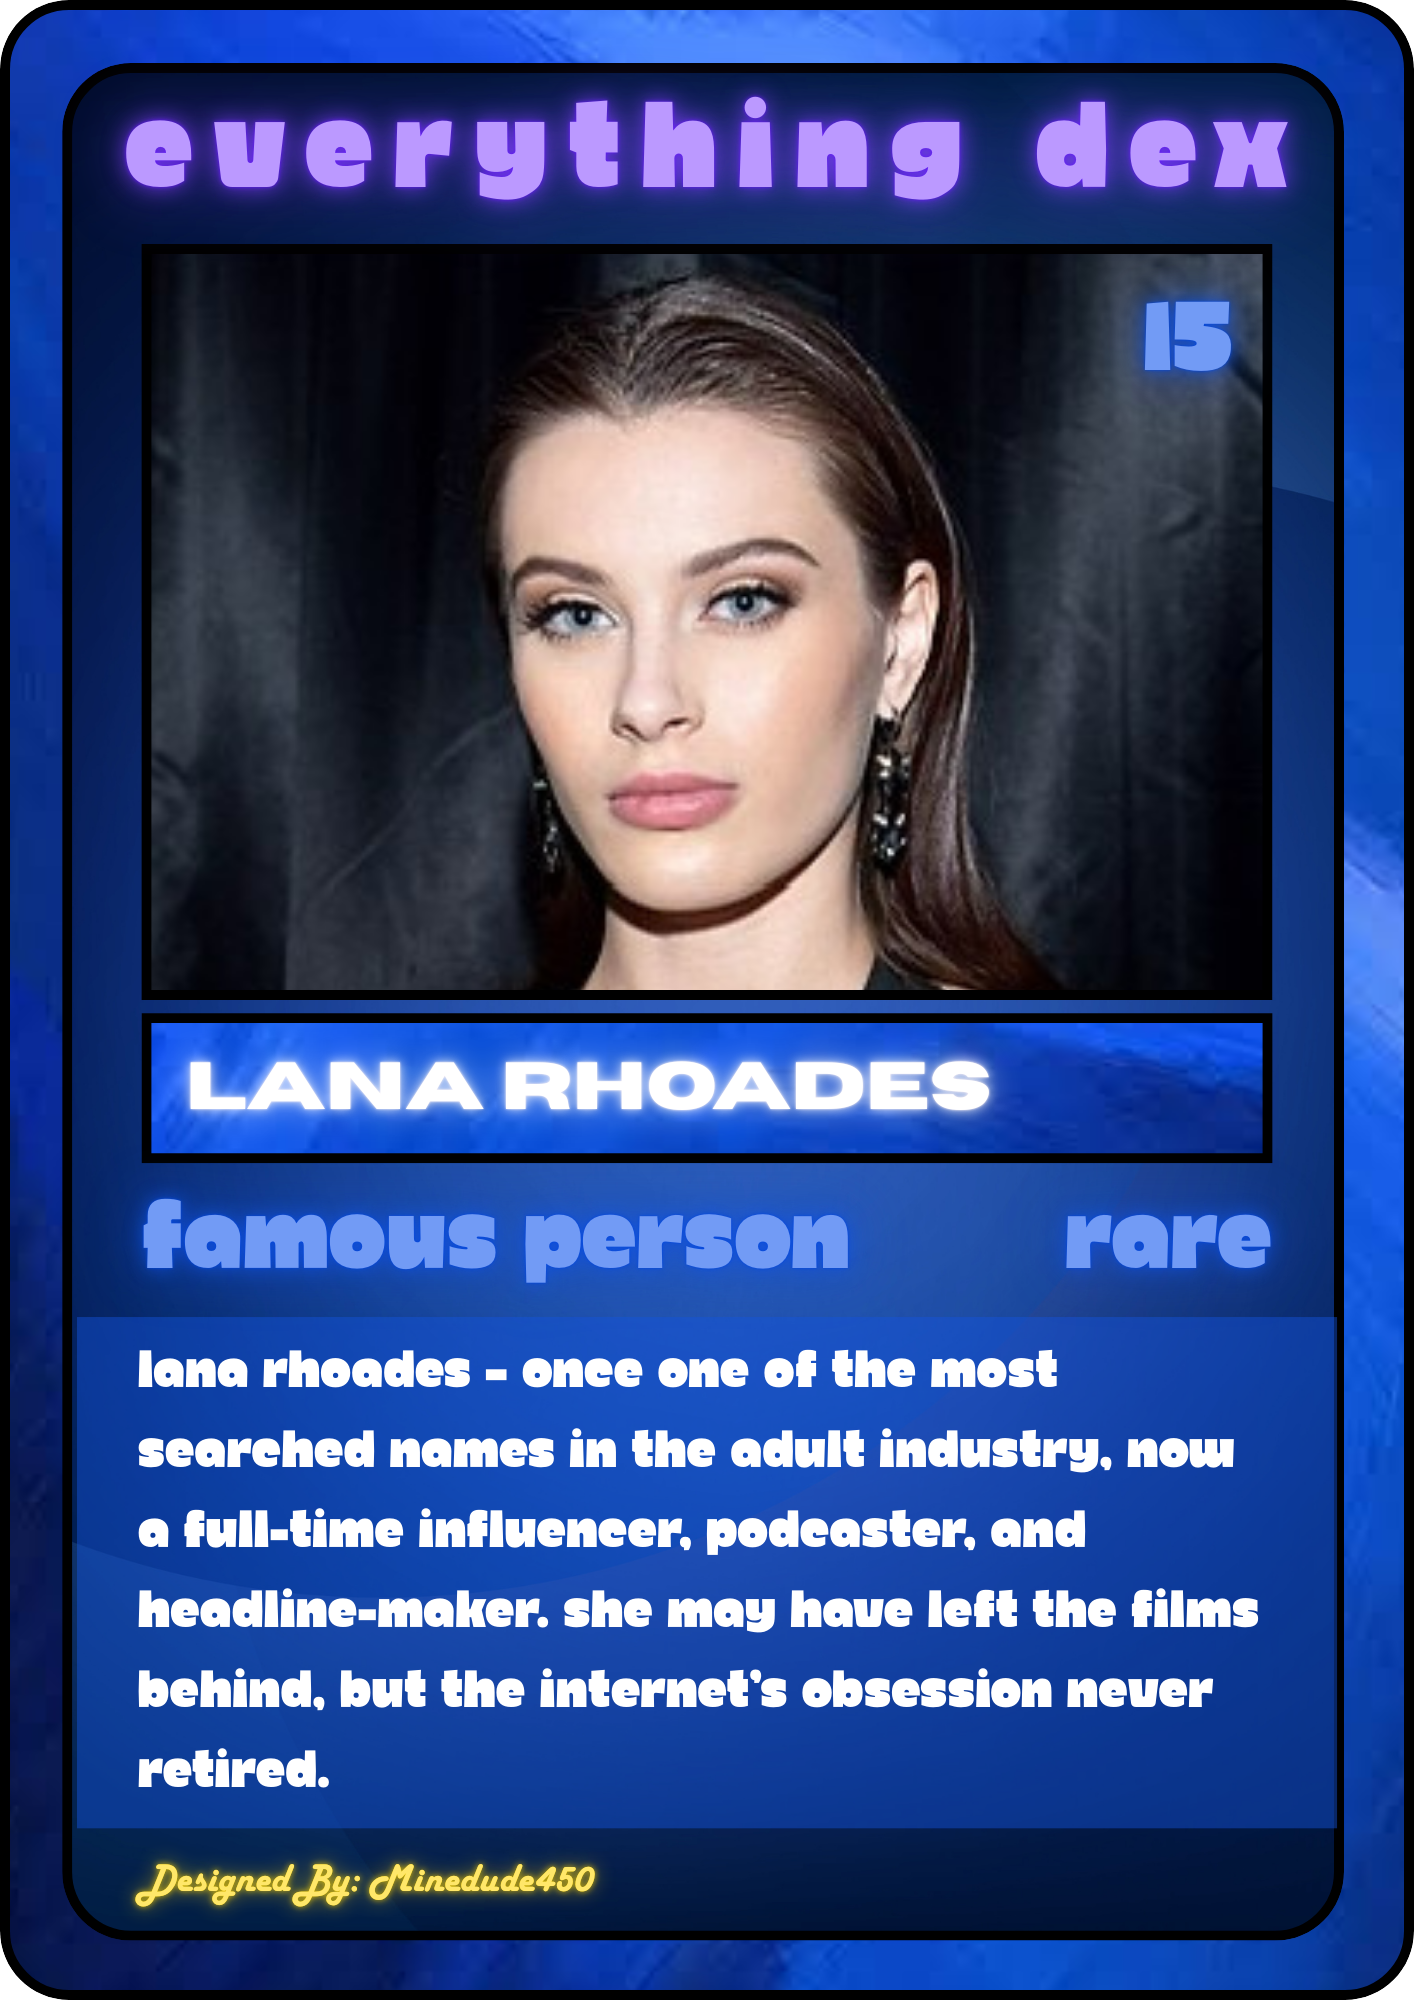 everything dex
15
LANA RHOADES
famous person rare
lana rhoades - once one of the most
searched names in the adult industry, now
a full-time influencer, podcaster, and
headline-maker. she may have left the films
behind, but the internet's obsession never
retired.
Designed By: Minedude450